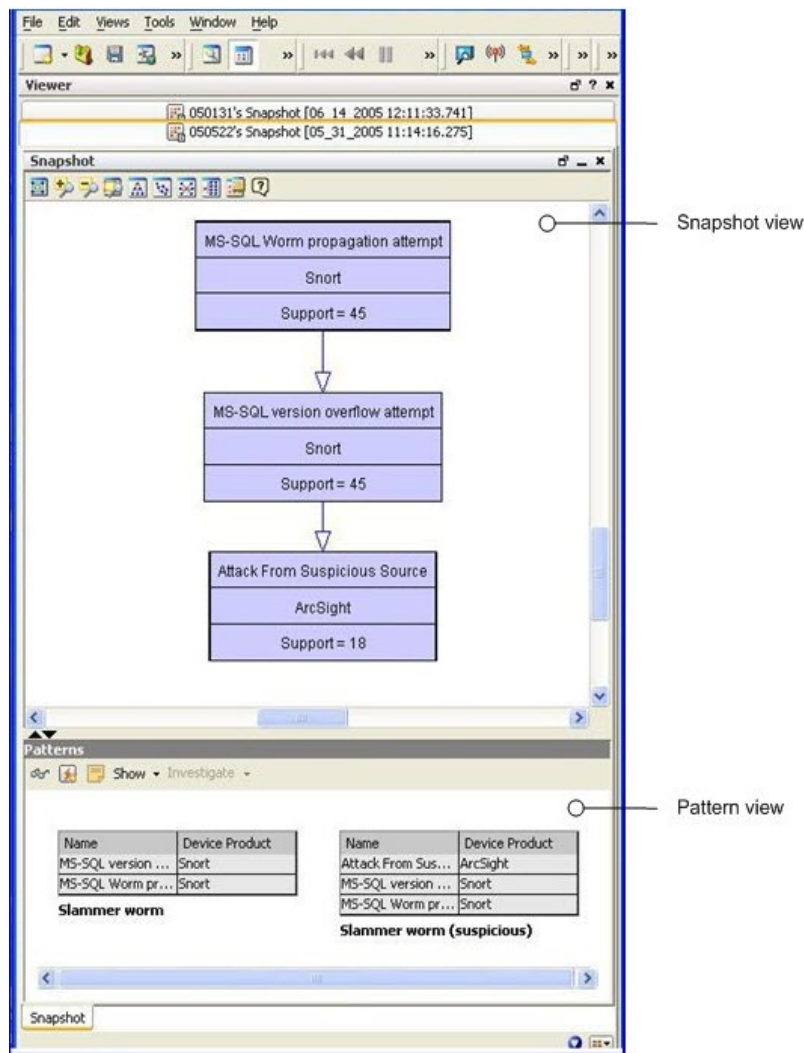 File Edit Views Tools Window Help
Viewer
050131's Snapshot [06_14_2005 12:11:33.741]
050522's Snapshot [05_31_2005 11:14:16.275]
Snapshot
MS-SQL Worm propagation attempt
Snort
Support = 45
MS-SQL version overflow attempt
Snort
Support = 45
Attack From Suspicious Source
ArcSight
Support = 18
Snapshot view
Patterns
Show Investigate
Pattern view
Name Device Product
MS-SQL version ... Snort
MS-SQL Worm pr... Snort
Slammer worm
Name Device Product
Attack From Sus... ArcSight
MS-SQL version ... Snort
MS-SQL Worm pr... Snort
Slammer worm (suspicious)
Snapshot